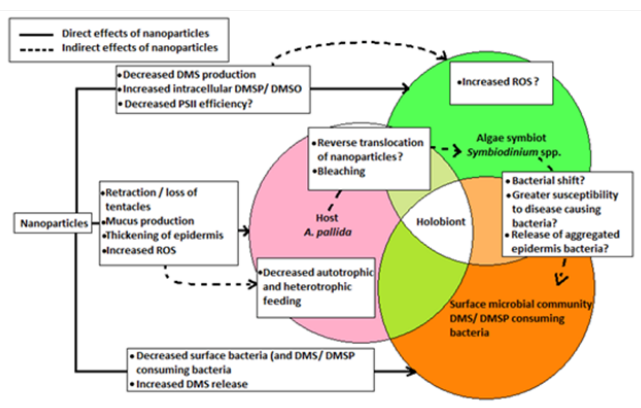 Direct effects of nanoparticles
Indirect effects of nanoparticles
•Decreased DMS production
•Increased intracellular DMSP/ DMSO
•Decreased PSII efficiency?
•Increased ROS?
•Reverse translocation
of nanoparticles?
•Bleaching
Algae symbiot
Symbiodinium spp.
• Bacterial shift?
• Greater susceptibility
to disease causing
bacteria?
• Release of aggregated
epidermis bacteria?
•Retraction / loss of
tentacles
•Mucus production
•Thickening of epidermis
•Increased ROS
Nanoparticles
Host
A. pallida
Holobiont
•Decreased autotrophic
and heterotrophic
feeding
Surface microbial community
DMS/ DMSP consuming
bacteria
• Decreased surface bacteria (and DMS/ DMSP
consuming bacteria
• Increased DMS release